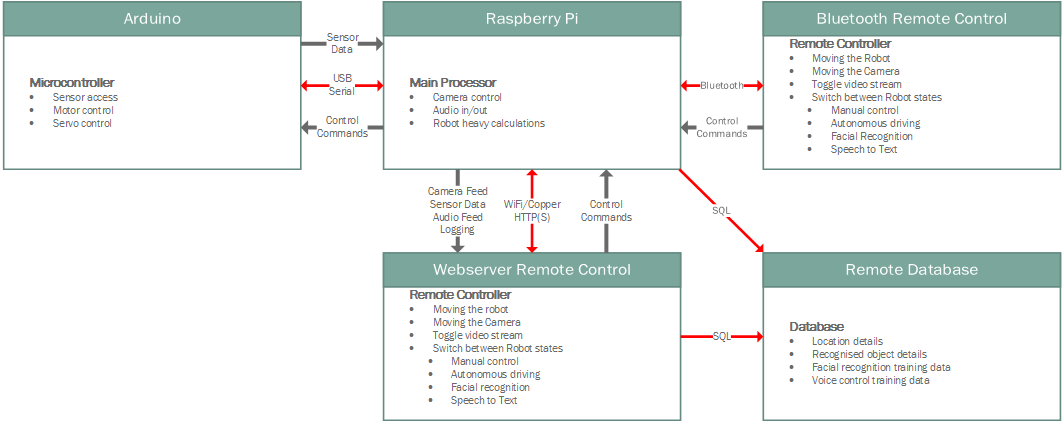 Arduino
Microcontroller
• Sensor access
• Motor control
• Servo control
Sensor
Data
USB
Serial
Control
Commands
Raspberry Pi
Main Processor
• Camera control
• Audio in/out
• Robot heavy calculations
Bluetooth
Control
Commands
Bluetooth Remote Control
Remote Controller
• Moving the Robot
• Moving the Camera
• Toggle video stream
• Switch between Robot states
• Manual control
• Autonomous driving
• Facial Recognition
• Speech to Text
Camera Feed
Sensor Data
Audio Feed
Logging
WiFi/Copper
HTTP(S)
Control
Commands
SQL
Webserver Remote Control
Remote Controller
• Moving the robot
• Moving the Camera
• Toggle video stream
• Switch between Robot states
• Manual control
• Autonomous driving
• Facial recognition
• Speech to Text
SQL
Remote Database
Database
• Location details
• Recognised object details
• Facial recognition training data
• Voice control training data